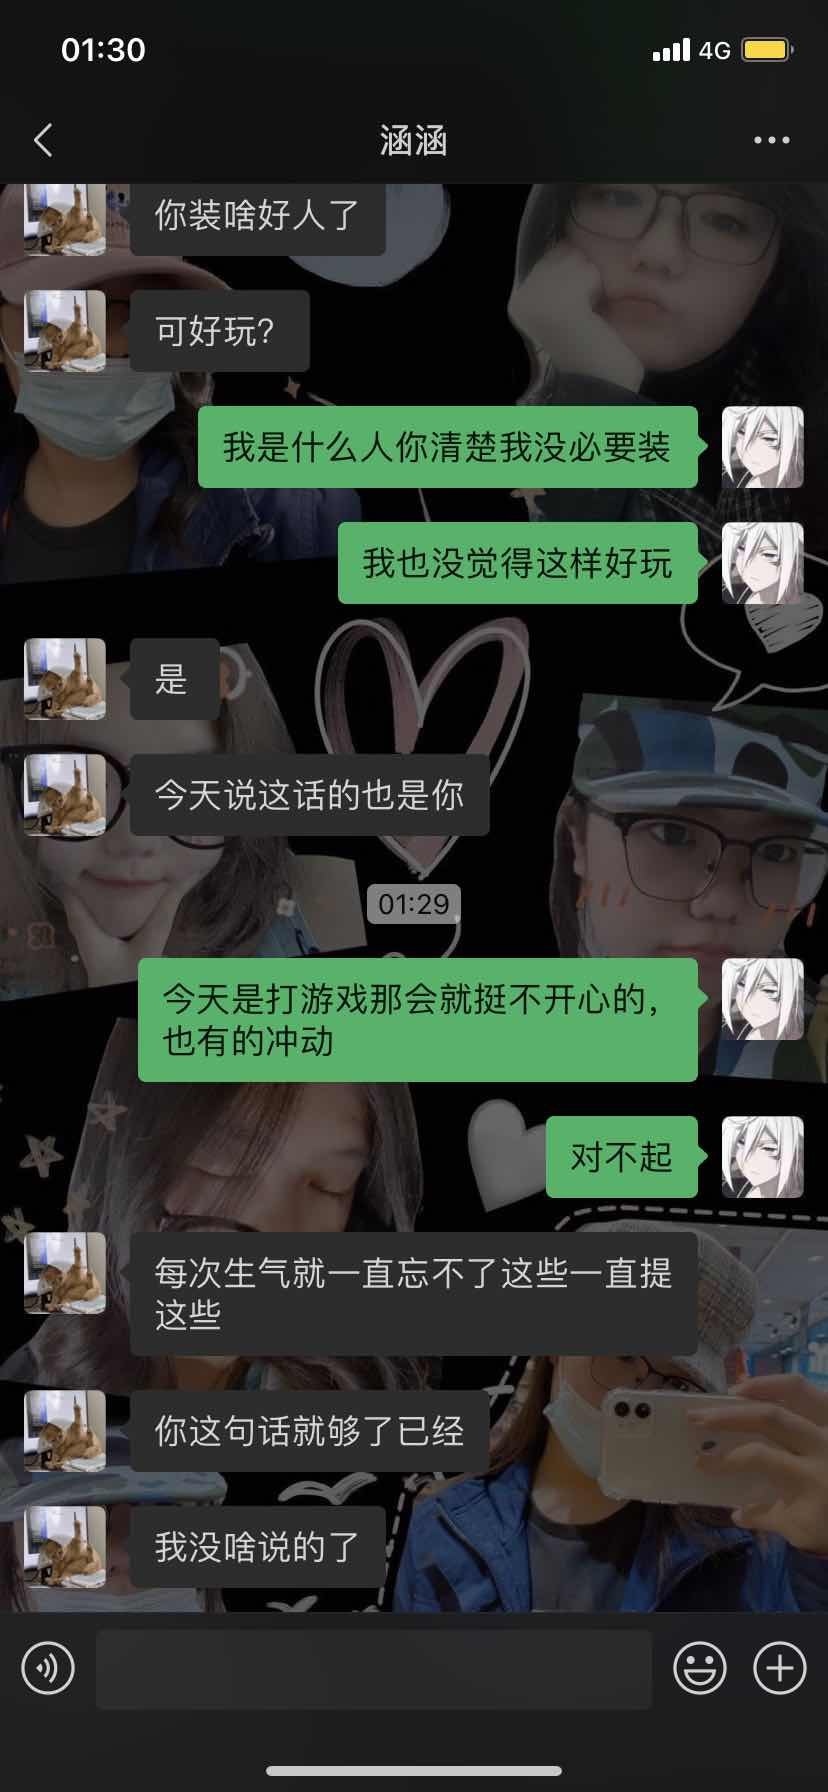 01:30
4G
涵涵
你装啥好人了
可好玩?
我是什么人你清楚我没必要装
我也没觉得这样好玩
是
今天说这话的也是你
01:29
今天是打游戏那会就挺不开心的,
也有的冲动
对不起
每次生气就一直忘不了这些一直提
这些
你这句话就够了已经
我没啥说的了